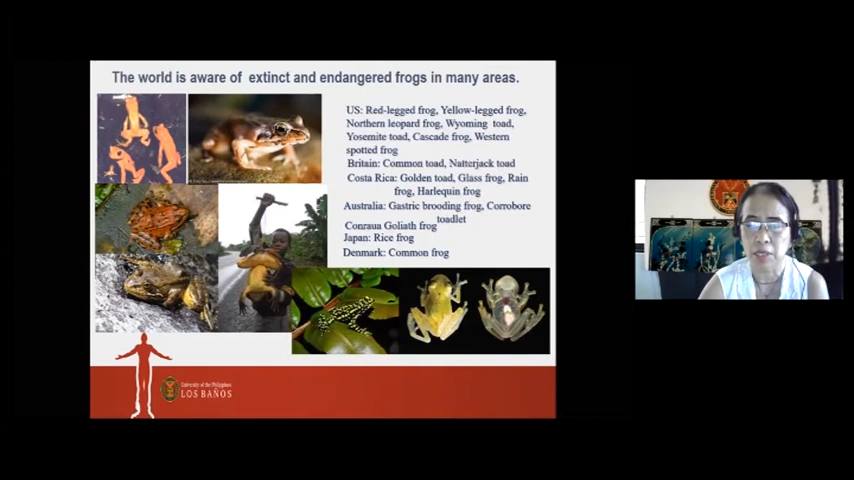 The world is aware of extinct and endangered frogs in many areas.
US: Red-legged frog, Yellow-legged frog,
Northern leopard frog, Wyoming toad,
Yosemite toad, Cascade frog, Western
spotted frog
Britain: Common toad, Natterjack toad
Costa Rica: Golden toad, Glass frog, Rain
frog, Harlequin frog
Australia: Gastric brooding frog, Corrobore
toadlet
Conraua Goliath frog
Japan: Rice frog
Denmark: Common frog
University of the Philippines
LOS BAÑOS